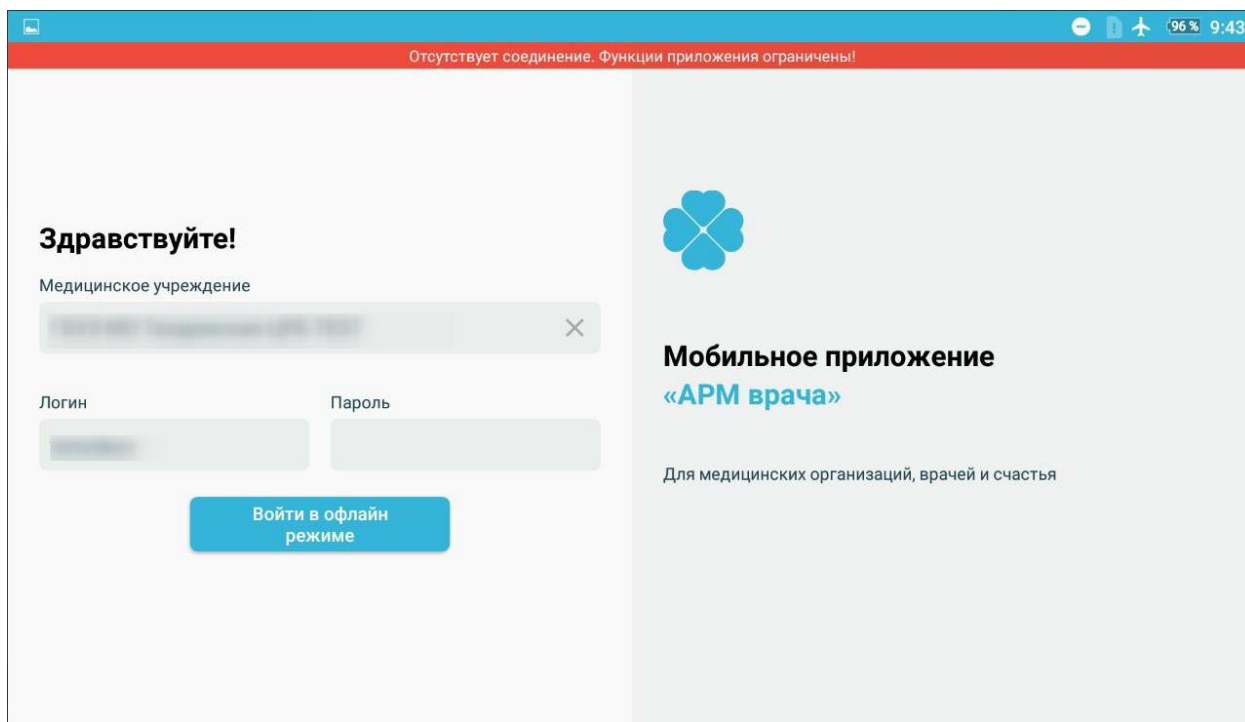 96 % 9:43
Отсутствует соединение. Функции приложения ограничены!
Здравствуйте!
Медицинское учреждение
Логин
Пароль
Войти в офлайн
режиме
Мобильное приложение
«АРМ врача»
Для медицинских организаций, врачей и счастья